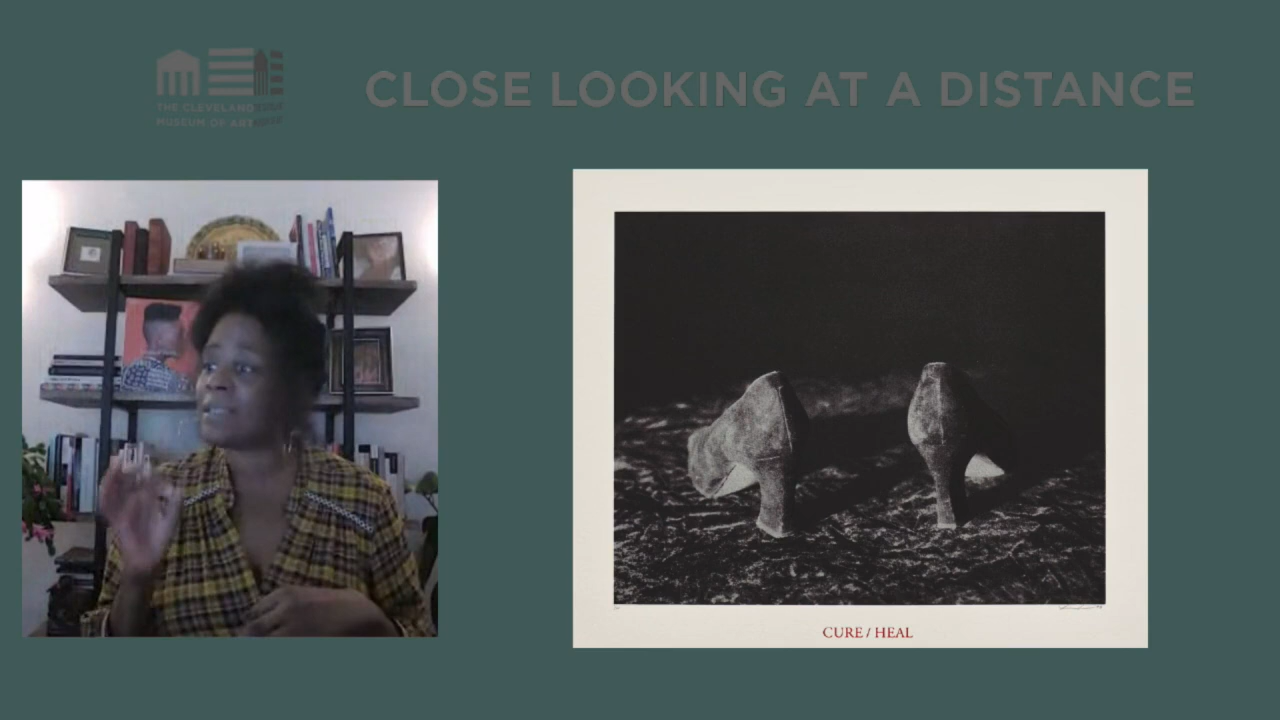 THE CLEVELAND
MUSEUM OF ART
CLOSE LOOKING AT A DISTANCE
CURE / HEAL